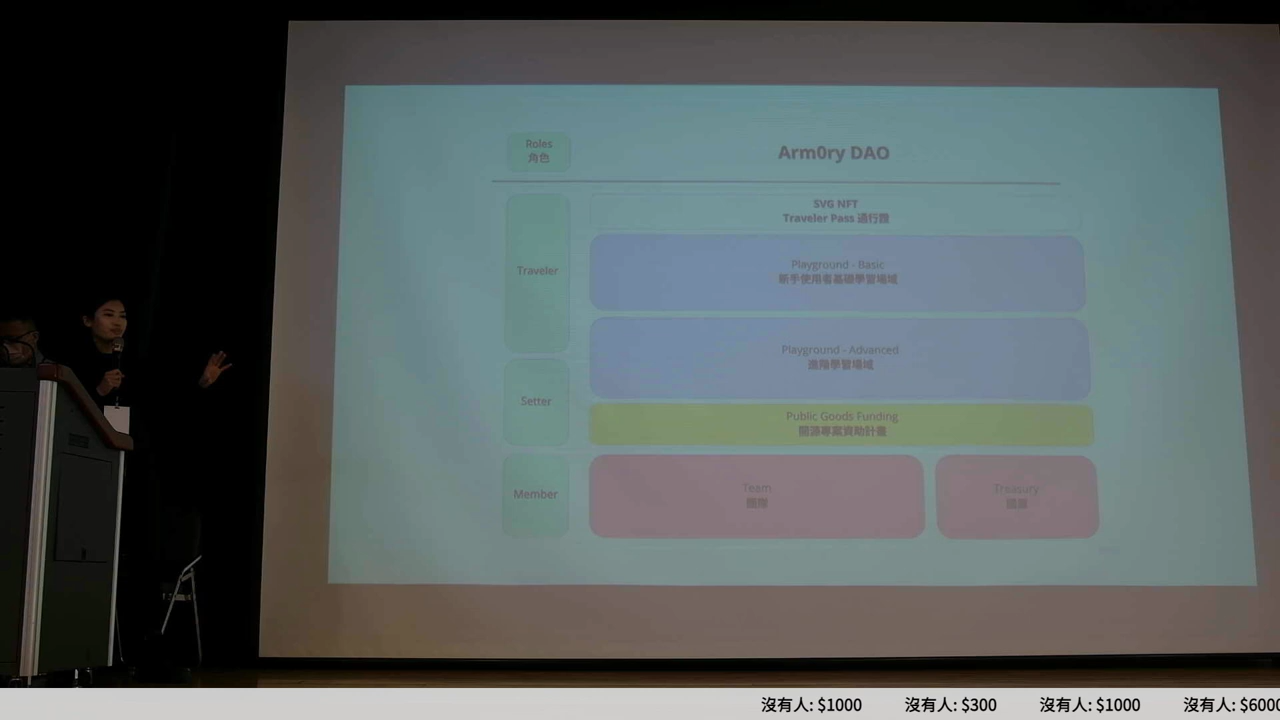 Roles
角色
Arm0ry DAO
SVG NFT
Traveler Pass 通行證
Traveler
Playground - Basic
新手使用者基礎學習場域
Playground - Advanced
進階學習場域
Setter
Public Goods Funding
開源專案資助計畫
Member
Team
團隊
Treasury
國庫
沒有人: $1000
沒有人: $300
沒有人: $1000
沒有人: $6000